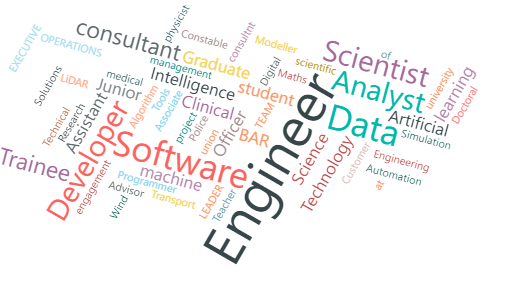 EXECUTIVE
OPERATIONS
consultant
physicist
Constable
consultnt
Modeller
scientific
Scientist
of
management
Graduate
Digital
Maths
Solutions
LiDAR
medical
Junior
Intelligence
student
Analyst
university
learning
Doctoral
Technical
Research
Assistant
Algorithm
Tools
Associate
Clinical
TEAM
Data
Artificial
Simulation
Trainee
Developer
Software
project
Police
union
Officer
BAR
Engineer
Science
Technology
Customer
Engineering
Automation
at
engagement
Advisor
Programmer
machine
Transport
Wind
LEADER
Teacher